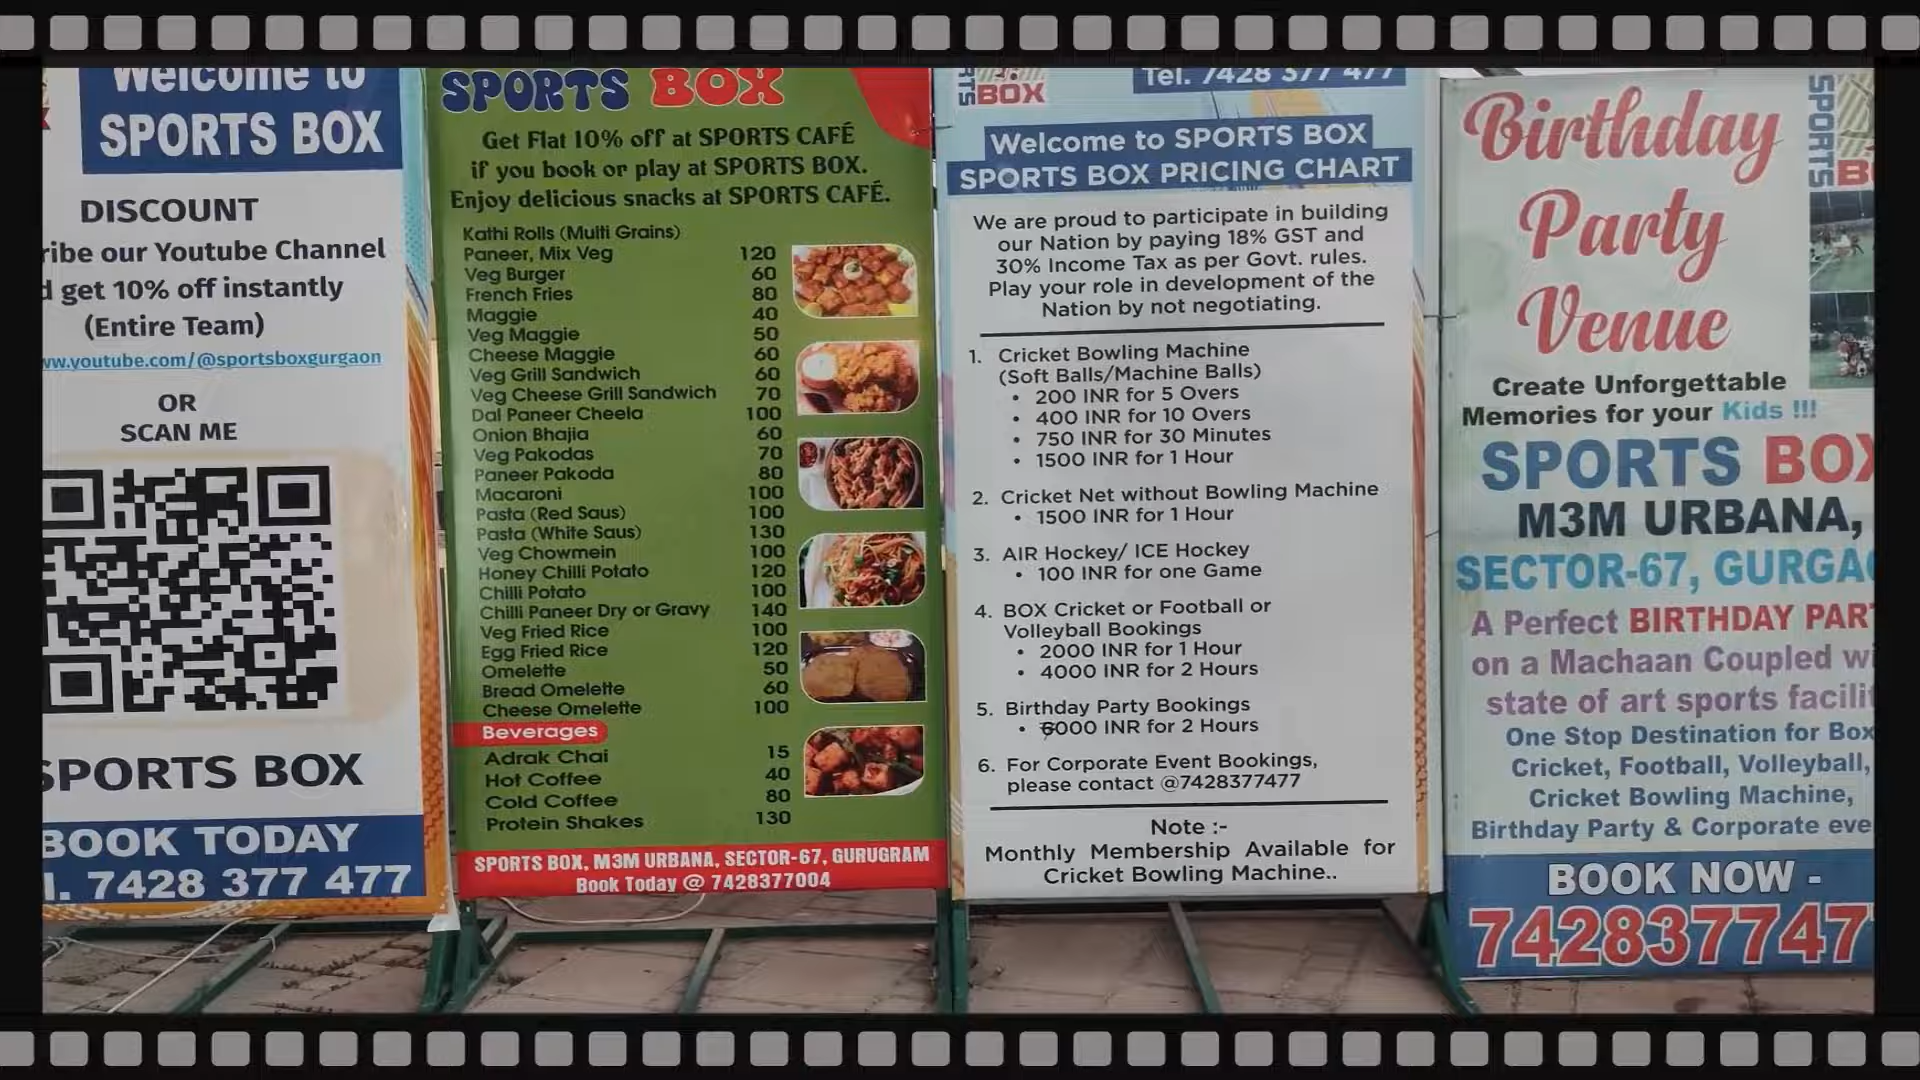 Welcome to
SPORTS BOX
DISCOUNT
ribe our Youtube Channel
d get 10% off instantly
(Entire Team)
ww.youtube.com/@sportsboxgurgaon
OR
SCAN ME
SPORTS BOX
BOOK TODAY
l. 7428 377 477
SPORTS BOX
Get Flat 10% off at SPORTS CAFÉ
if you book or play at SPORTS BOX.
Enjoy delicious snacks at SPORTS CAFÉ.
Kathi Rolls (Multi Grains)
Paneer, Mix Veg 120
Veg Burger 60
French Fries 80
Maggie 40
Veg Maggie 50
Cheese Maggie 60
Veg Grill Sandwich 60
Veg Cheese Grill Sandwich 70
Dal Paneer Cheela 100
Onion Bhajia 60
Veg Pakodas 70
Paneer Pakoda 80
Macaroni 100
Pasta (Red Saus) 100
Pasta (White Saus) 130
Veg Chowmein 100
Honey Chilli Potato 120
Chilli Potato 100
Chilli Paneer Dry or Gravy 140
Veg Fried Rice 100
Egg Fried Rice 120
Omelette 50
Bread Omelette 60
Cheese Omelette 100
Beverages
Adrak Chai 15
Hot Coffee 40
Cold Coffee 80
Protein Shakes 130
SPORTS BOX, M3M URBANA, SECTOR-67, GURUGRAM
Book Today @ 7428377004
RTS
BOX
Tel. 7428 377 477
Welcome to SPORTS BOX
SPORTS BOX PRICING CHART
We are proud to participate in building
our Nation by paying 18% GST and
30% Income Tax as per Govt. rules.
Play your role in development of the
Nation by not negotiating.
1. Cricket Bowling Machine
(Soft Balls/Machine Balls)
• 200 INR for 5 Overs
• 400 INR for 10 Overs
• 750 INR for 30 Minutes
• 1500 INR for 1 Hour
2. Cricket Net without Bowling Machine
• 1500 INR for 1 Hour
3. AIR Hockey/ ICE Hockey
• 100 INR for one Game
4. BOX Cricket or Football or
Volleyball Bookings
• 2000 INR for 1 Hour
• 4000 INR for 2 Hours
5. Birthday Party Bookings
• 6000 INR for 2 Hours
6. For Corporate Event Bookings,
please contact @7428377477
Note :-
Monthly Membership Available for
Cricket Bowling Machine..
SPORTS
B
Birthday
Party
Venue
Create Unforgettable
Memories for your Kids !!!
SPORTS BOX
M3M URBANA,
SECTOR-67, GURGAO
A Perfect BIRTHDAY PAR
on a Machaan Coupled wi
state of art sports facili
One Stop Destination for Box
Cricket, Football, Volleyball,
Cricket Bowling Machine,
Birthday Party & Corporate eve
BOOK NOW -
7428377477